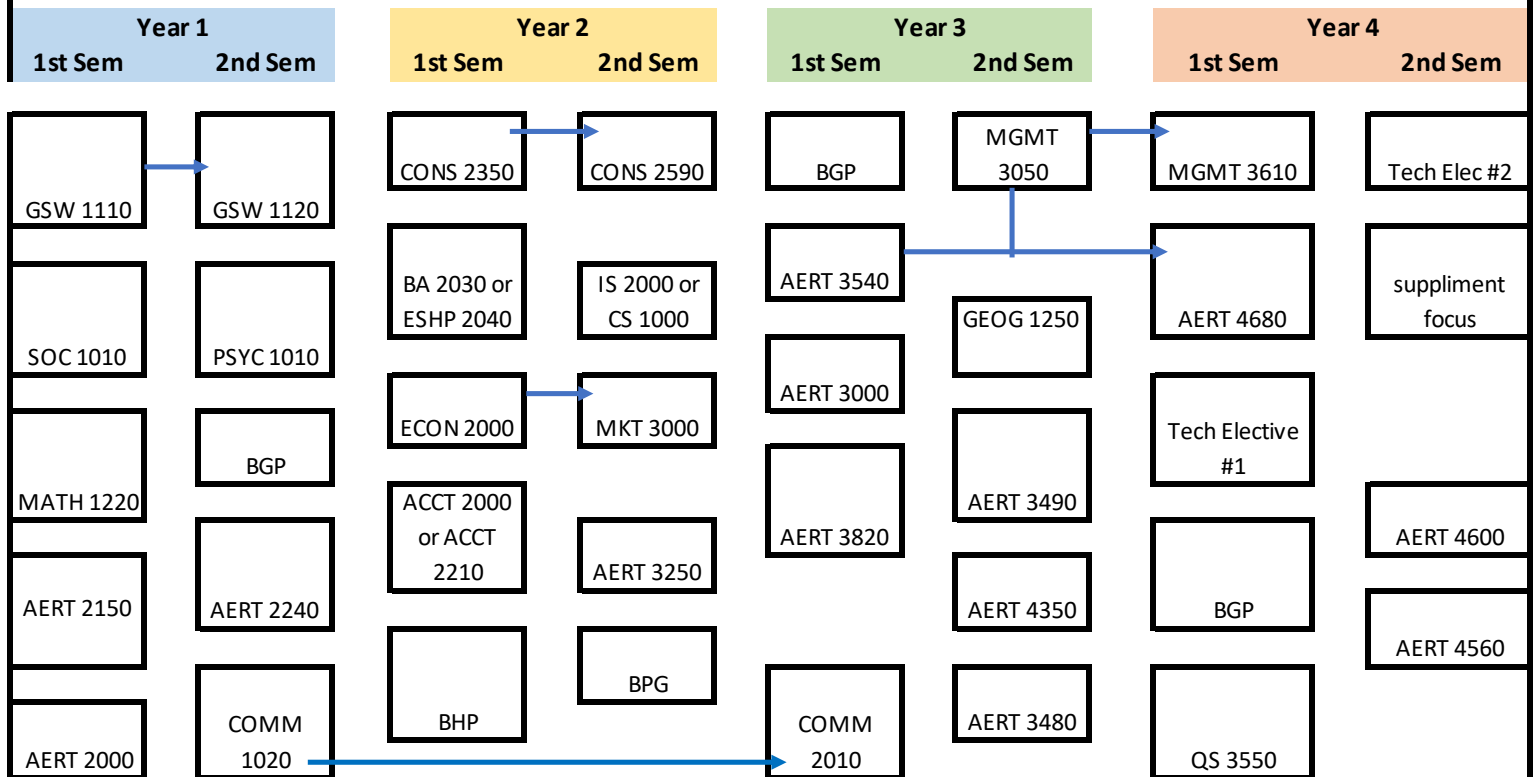 Year 1
Year 2
Year 3
Year 4
1st Sem
2nd Sem
1st Sem
2nd Sem
1st Sem
2nd Sem
1st Sem
2nd Sem
GSW 1110
SOC 1010
MATH 1220
AERT 2150
AERT 2000
GSW 1120
PSYC 1010
BGP
AERT 2240
COMM
1020
CONS 2350
BA 2030 or
ESHP 2040
ECON 2000
ACCT 2000
or ACCT
2210
BHP
CONS 2590
IS 2000 or
CS 1000
MKT 3000
AERT 3250
BPG
BGP
AERT 3540
AERT 3000
AERT 3820
COMM
2010
MGMT
3050
GEOG 1250
AERT 3490
AERT 4350
AERT 3480
MGMT 3610
AERT 4680
Tech Elective
#1
BGP
QS 3550
Tech Elec #2
suppliment
focus
AERT 4600
AERT 4560